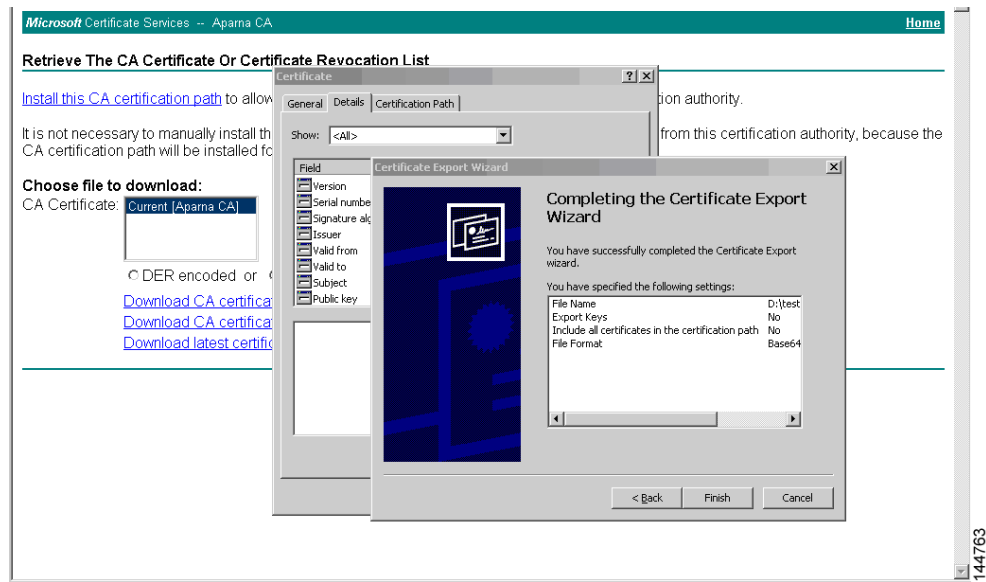 Microsoft Certificate Services -- Aparna CA Home
Retrieve The CA Certificate Or Certificate Revocation List
Install this CA certification path to allow
tion authority.
It is not necessary to manually install th
from this certification authority, because the
CA certification path will be installed fo
Choose file to download:
CA Certificate: Current [Aparna CA]
DER encoded or
Download CA certifica
Download CA certifica
Download latest certific
Certificate
General Details Certification Path
Show: <All>
Field
Version
Serial numbe
Signature alg
Issuer
Valid from
Valid to
Subject
Public key
Certificate Export Wizard
Completing the Certificate Export
Wizard
You have successfully completed the Certificate Export
wizard.
You have specified the following settings:
File Name D:\test
Export Keys No
Include all certificates in the certification path No
File Format Base64
< Back Finish Cancel
144763